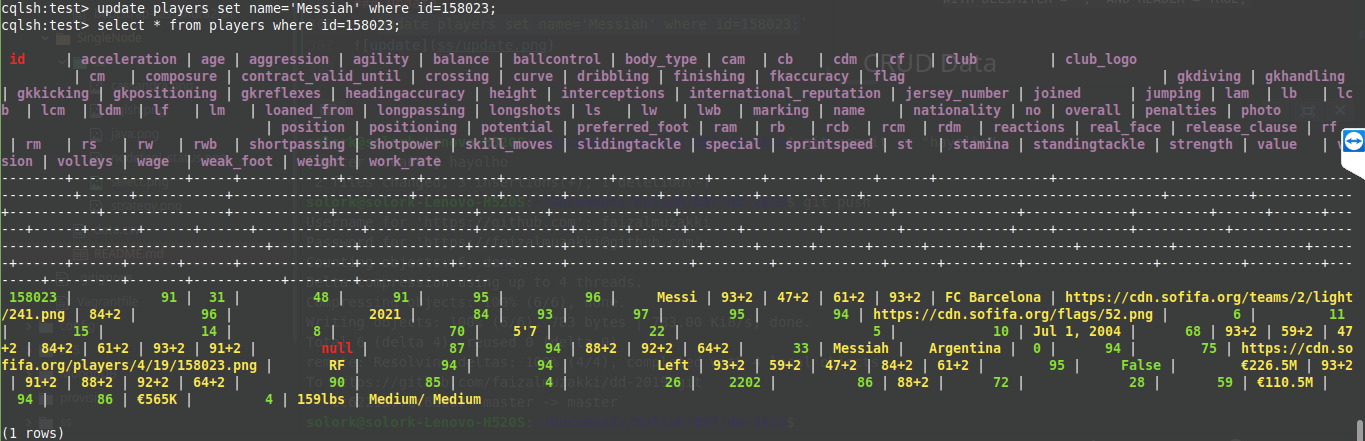 cqlsh:test> update players set name='Messiah' where id=158023;
cqlsh:test> select * from players where id=158023;
id | acceleration | age | aggression | agility | balance | ballcontrol | body_type | cam | cb | cdm | cf | club | club_logo
| cm | composure | contract_valid_until | crossing | curve | dribbling | finishing | fkaccuracy | flag | gkdiving | gkhandling
| gkkicking | gkpositioning | gkreflexes | headingaccuracy | height | interceptions | international_reputation | jersey_number | joined | jumping | lam | lb | lc
b | lcm | ldm | lf | lm | loaned_from | longpassing | longshots | ls | lw | lwb | marking | name | nationality | no | overall | penalties | photo
| position | positioning | potential | preferred_foot | ram | rb | rcb | rcm | rdm | reactions | real_face | release_clause | rf
| rm | rs | rw | rwb | shortpassing | shotpower | skill_moves | slidingtackle | special | sprintspeed | st | stamina | standingtackle | strength | value | v
sion | volleys | wage | weak_foot | weight | work_rate
158023 | 91 | 31 | 48 | 91 | 95 | 96 | Messi | 93+2 | 47+2 | 61+2 | 93+2 | FC Barcelona | https://cdn.sofifa.org/teams/2/light
/241.png | 84+2 | 96 | 2021 | 84 | 93 | 97 | 95 | 94 | https://cdn.sofifa.org/flags/52.png | 6 | 11
| 15 | 14 | 8 | 70 | 5'7 | 22 | 5 | 10 | Jul 1, 2004 | 68 | 93+2 | 59+2 | 47
+2 | 84+2 | 61+2 | 93+2 | 91+2 | null | 87 | 94 | 88+2 | 92+2 | 64+2 | 33 | Messiah | Argentina | 0 | 94 | 75 | https://cdn.so
fifa.org/players/4/19/158023.png | RF | 94 | 94 | Left | 93+2 | 59+2 | 47+2 | 84+2 | 61+2 | 95 | False | €226.5M | 93+2
| 91+2 | 88+2 | 92+2 | 64+2 | 90 | 85 | 4 | 26 | 2202 | 86 | 88+2 | 72 | 28 | 59 | €110.5M |
94 | 86 | €565K | 4 | 159lbs | Medium/ Medium
(1 rows)
CRUD Data